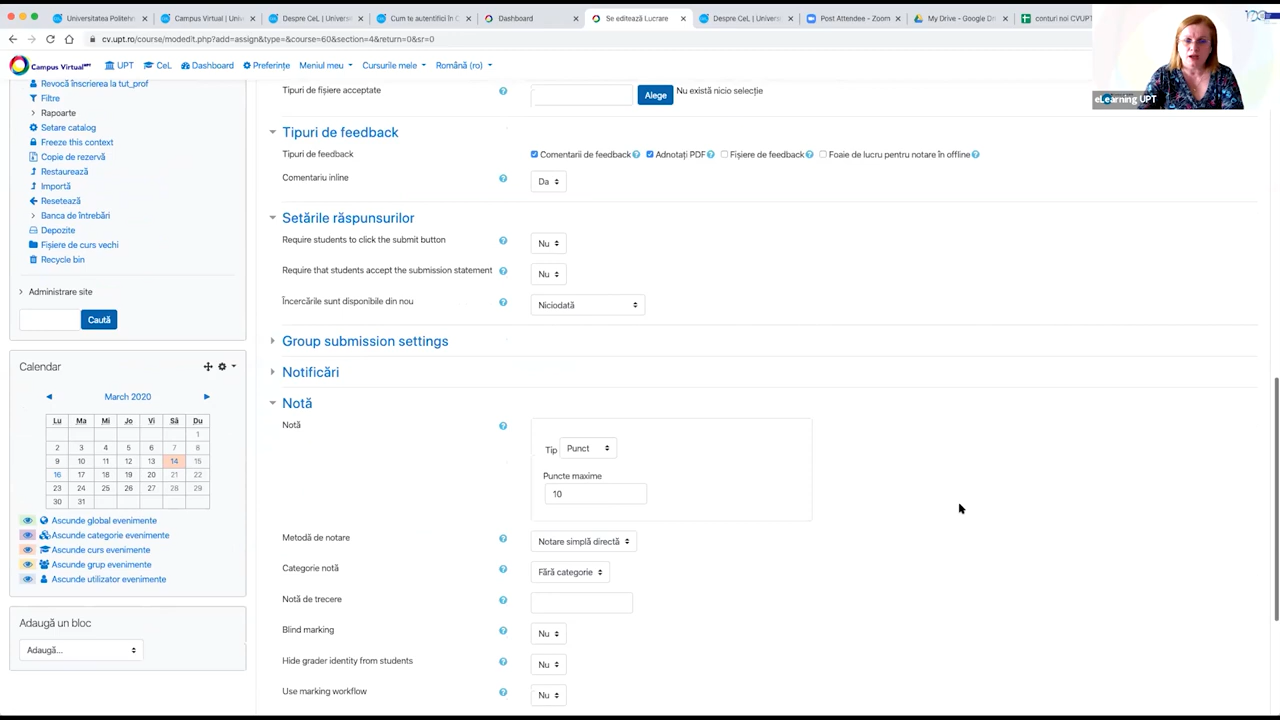 Universitatea Politehn
Campus Virtual | Univ
Despre CeL | Universi
Cum te autentifici în C
Dashboard
Se editează Lucrare
Despre CeL | Universi
Post Attendee - Zoom
My Drive - Google Dr
conturi noi CVUPT
cv.upt.ro/course/modedit.php?add=assign&type=&course=60&section=4&return=0&sr=0
Campus Virtual UPT
UPT
CeL
Dashboard
Preferințe
Meniul meu
Cursurile mele
Română (ro)
eLearning UPT
Revocă înscrierea la tut_prof
Filtre
Rapoarte
Setare catalog
Freeze this context
Copie de rezervă
Restaurează
Importă
Resetează
Banca de întrebări
Depozite
Fișiere de curs vechi
Recycle bin
Administrare site
Caută
Calendar
March 2020
Lu Ma Mi Jo Vi Sâ Du
1
2 3 4 5 6 7 8
9 10 11 12 13 14 15
16 17 18 19 20 21 22
23 24 25 26 27 28 29
30 31
Ascunde global evenimente
Ascunde categorie evenimente
Ascunde curs evenimente
Ascunde grup evenimente
Ascunde utilizator evenimente
Adaugă un bloc
Adaugă...
Tipuri de fișiere acceptate
Alege
Nu există nicio selecție
Tipuri de feedback
Tipuri de feedback
Comentarii de feedback
Adnotați PDF
Fișiere de feedback
Foaie de lucru pentru notare în offline
Comentariu inline
Da
Setările răspunsurilor
Require students to click the submit button
Nu
Require that students accept the submission statement
Nu
Încercările sunt disponibile din nou
Niciodată
Group submission settings
Notificări
Notă
Notă
Tip
Punct
Puncte maxime
10
Metodă de notare
Notare simplă directă
Categorie notă
Fără categorie
Notă de trecere
Blind marking
Nu
Hide grader identity from students
Nu
Use marking workflow
Nu